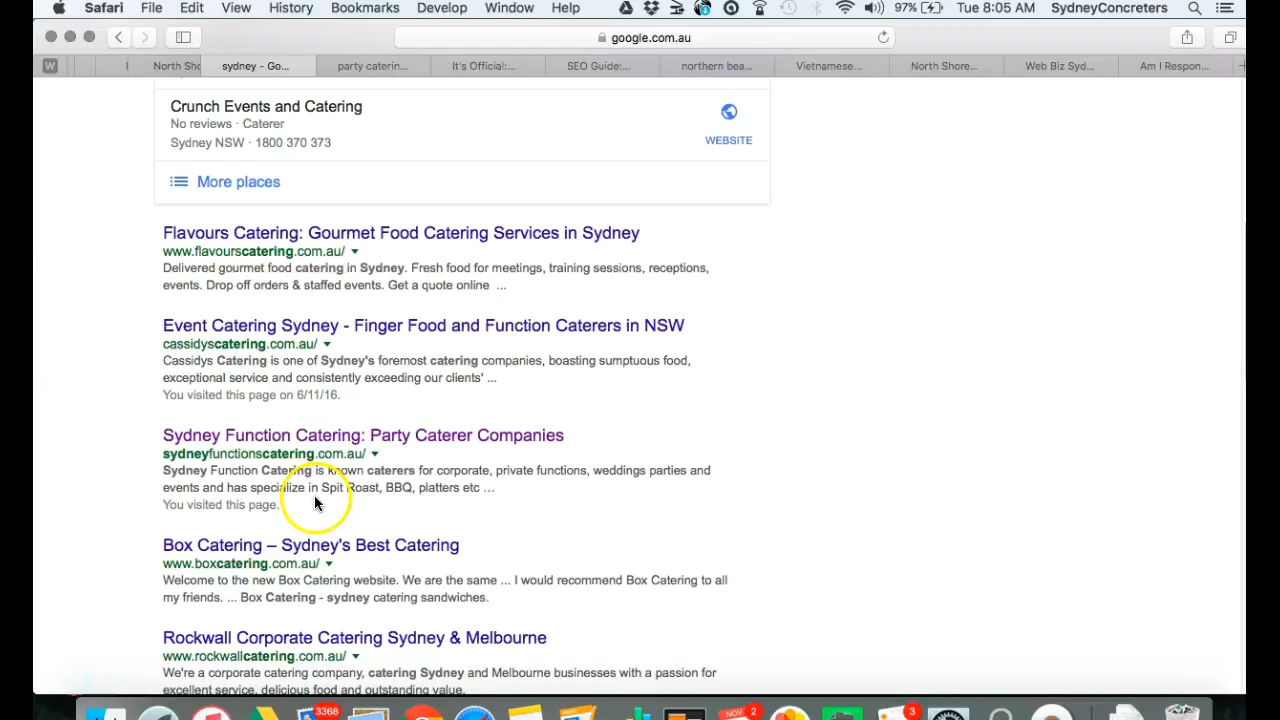 Safari File Edit View History Bookmarks Develop Window Help 97% Tue 8:05 AM SydneyConcreters
google.com.au
W North Sho sydney - Go... party caterin... It's Official:... SEO Guide:... northern bea... Vietnamese... North Shore... Web Biz Syd... Am I Respon...
Crunch Events and Catering
No reviews · Caterer
Sydney NSW · 1800 370 373
WEBSITE
More places
Flavours Catering: Gourmet Food Catering Services in Sydney
www.flavourscatering.com.au/
Delivered gourmet food catering in Sydney. Fresh food for meetings, training sessions, receptions,
events. Drop off orders & staffed events. Get a quote online ...
Event Catering Sydney - Finger Food and Function Caterers in NSW
cassidyscatering.com.au/
Cassidys Catering is one of Sydney's foremost catering companies, boasting sumptuous food,
exceptional service and consistently exceeding our clients' ...
You visited this page on 6/11/16.
Sydney Function Catering: Party Caterer Companies
sydneyfunctionscatering.com.au/
Sydney Function Catering is known caterers for corporate, private functions, weddings parties and
events and has specialize in Spit Roast, BBQ, platters etc ...
You visited this page.
Box Catering – Sydney's Best Catering
www.boxcatering.com.au/
Welcome to the new Box Catering website. We are the same ... I would recommend Box Catering to all
my friends. ... Box Catering - sydney catering sandwiches.
Rockwall Corporate Catering Sydney & Melbourne
www.rockwallcatering.com.au/
We're a corporate catering company, catering Sydney and Melbourne businesses with a passion for
excellent service, delicious food and outstanding value.
3368 NOV 2 3